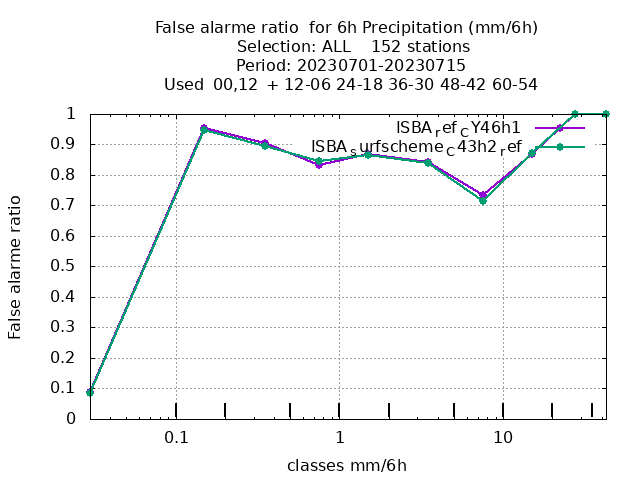 False alarme ratio  for 6h Precipitation (mm/6h)
Selection: ALL    152 stations
Period: 20230701-20230715
Used  00,12  + 12-06 24-18 36-30 48-42 60-54
ISBA_ref_CY46h1
ISBA_surfscheme_C43h2_ref
1
0.9
0.8
0.7
0.6
0.5
0.4
0.3
0.2
0.1
0
False alarme ratio
0.1 1 10
classes mm/6h